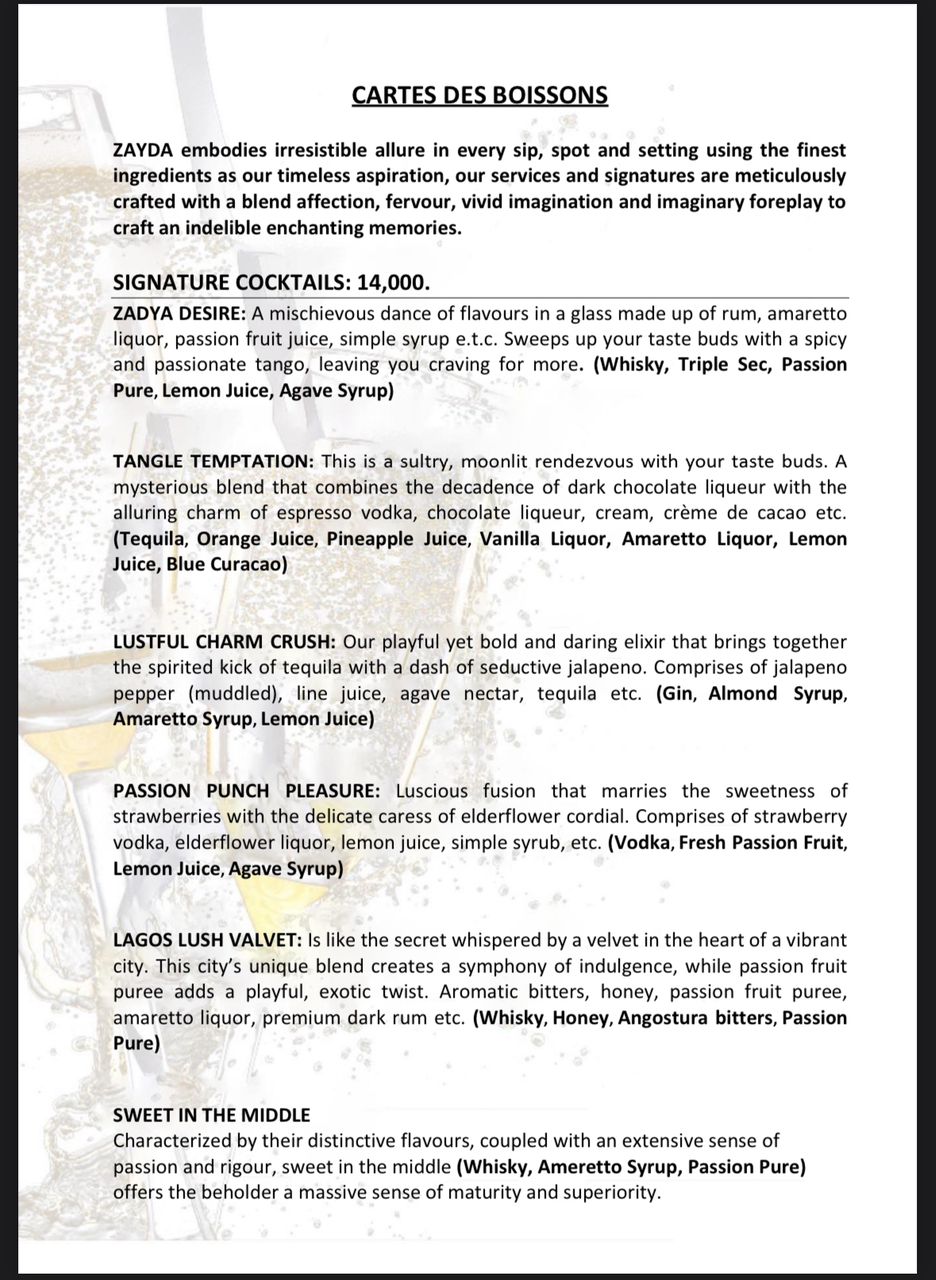 CARTES DES BOISSONS
ZAYDA embodies irresistible allure in every sip, spot and setting using the finest
ingredients as our timeless aspiration, our services and signatures are meticulously
crafted with a blend affection, fervour, vivid imagination and imaginary foreplay to
craft an indelible enchanting memories.
SIGNATURE COCKTAILS: 14,000.
ZADYA DESIRE: A mischievous dance of flavours in a glass made up of rum, amaretto
liquor, passion fruit juice, simple syrup e.t.c. Sweeps up your taste buds with a spicy
and passionate tango, leaving you craving for more. (Whisky, Triple Sec, Passion
Pure, Lemon Juice, Agave Syrup)
TANGLE TEMPTATION: This is a sultry, moonlit rendezvous with your taste buds. A
mysterious blend that combines the decadence of dark chocolate liqueur with the
alluring charm of espresso vodka, chocolate liqueur, cream, crème de cacao etc.
(Tequila, Orange Juice, Pineapple Juice, Vanilla Liquor, Amaretto Liquor, Lemon
Juice, Blue Curacao)
LUSTFUL CHARM CRUSH: Our playful yet bold and daring elixir that brings together
the spirited kick of tequila with a dash of seductive jalapeno. Comprises of jalapeno
pepper (muddled), line juice, agave nectar, tequila etc. (Gin, Almond Syrup,
Amaretto Syrup, Lemon Juice)
PASSION PUNCH PLEASURE: Luscious fusion that marries the sweetness of
strawberries with the delicate caress of elderflower cordial. Comprises of strawberry
vodka, elderflower liquor, lemon juice, simple syrub, etc. (Vodka, Fresh Passion Fruit,
Lemon Juice, Agave Syrup)
LAGOS LUSH VALVET: Is like the secret whispered by a velvet in the heart of a vibrant
city. This city’s unique blend creates a symphony of indulgence, while passion fruit
puree adds a playful, exotic twist. Aromatic bitters, honey, passion fruit puree,
amaretto liquor, premium dark rum etc. (Whisky, Honey, Angostura bitters, Passion
Pure)
SWEET IN THE MIDDLE
Characterized by their distinctive flavours, coupled with an extensive sense of
passion and rigour, sweet in the middle (Whisky, Ameretto Syrup, Passion Pure)
offers the beholder a massive sense of maturity and superiority.